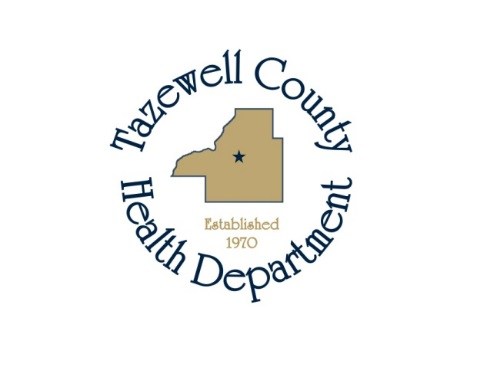 Tazewell County
Established
1970
Health Department